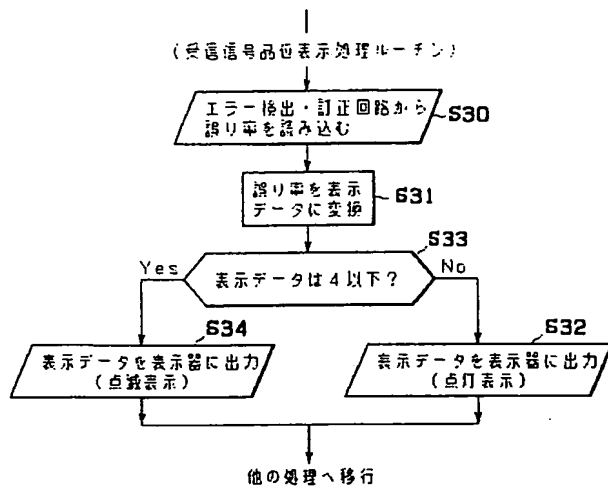 (受信信号品位表示処理ルーチン)
エラー検出・訂正回路から
誤り率を読み込む
S30
誤り率を表示
データに変換
S31
S33
表示データは4以下?
Yes
No
S34
表示データを表示器に出力
(点滅表示)
S32
表示データを表示器に出力
(点灯表示)
他の処理へ移行